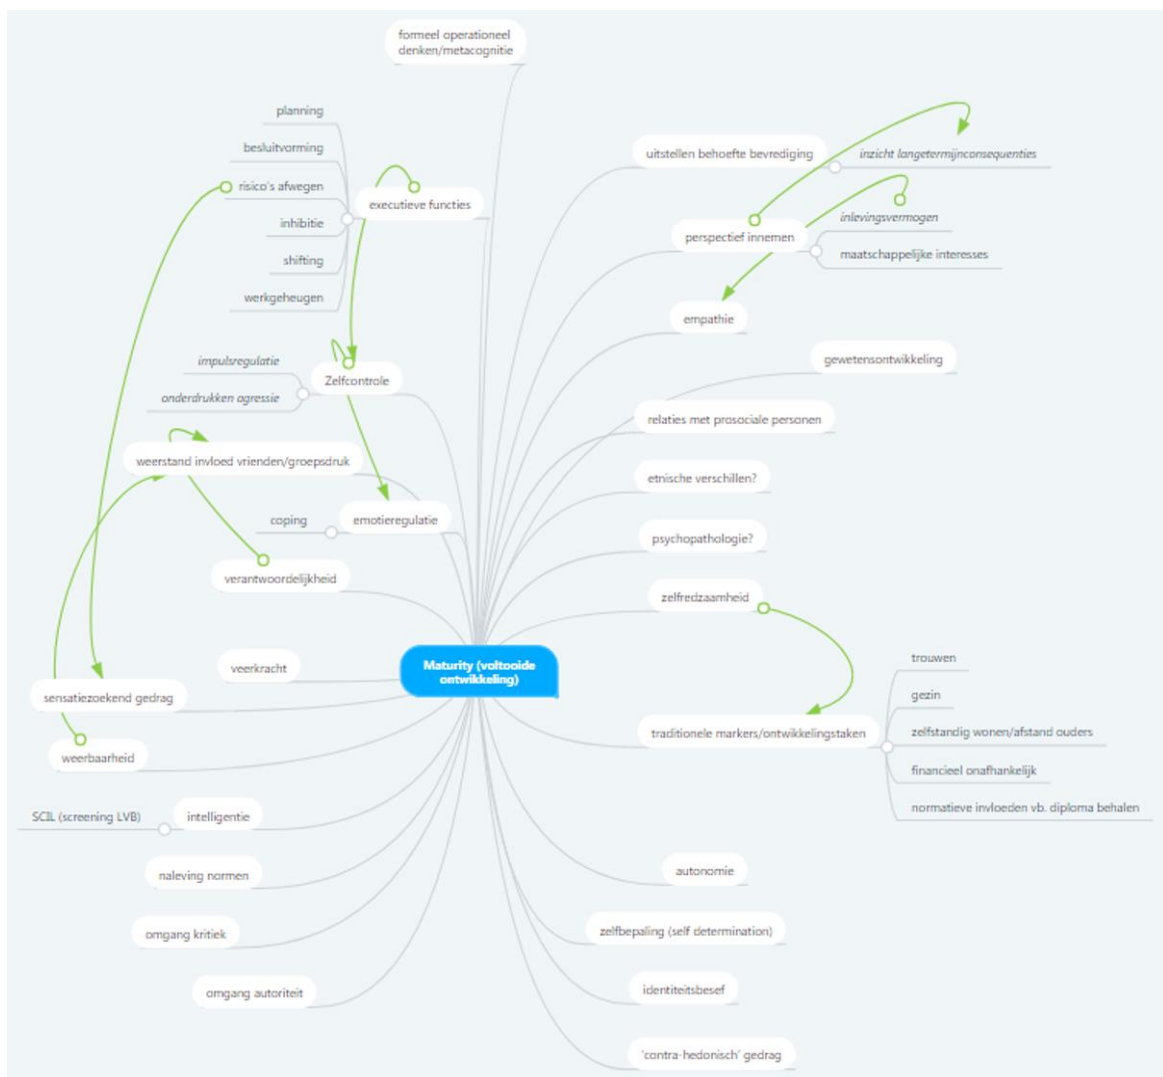 formeel operationeel
denken/metacognitie
planning
besluitvorming
risico's afwegen
inhibitie
shifting
werkgeheugen
executieve functies
impulsregulatie
onderdrukken agressie
Zelfcontrole
weerstand invloed vrienden/groepsdruk
coping
emotieregulatie
verantwoordelijkheid
veerkracht
sensatiezoekend gedrag
weerbaarheid
SCIL (screening LVB)
intelligentie
naleving normen
omgang kritiek
omgang autoriteit
Maturity (voltooide
ontwikkeling)
uitstellen behoefte bevrediging
inzicht langetermijnconsequenties
perspectief innemen
inlevingsvermogen
maatschappelijke interesses
empathie
gewetensontwikkeling
relaties met prosociale personen
etnische verschillen?
psychopathologie?
zelfredzaamheid
traditionele markers/ontwikkelingstaken
trouwen
gezin
zelfstandig wonen/afstand ouders
financieel onafhankelijk
normatieve invloeden vb. diploma behalen
autonomie
zelfbepaling (self determination)
identiteitsbesef
'contra-hedonisch' gedrag